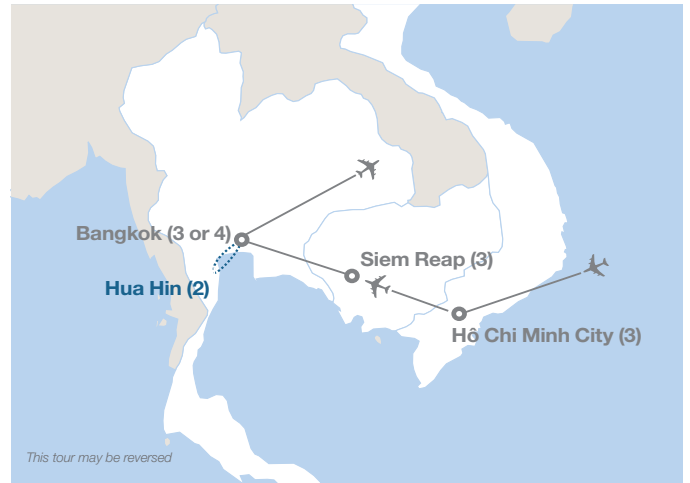 Bangkok (3 or 4)
Siem Reap (3)
Hua Hin (2)
Hô Chi Minh City (3)
This tour may be reversed